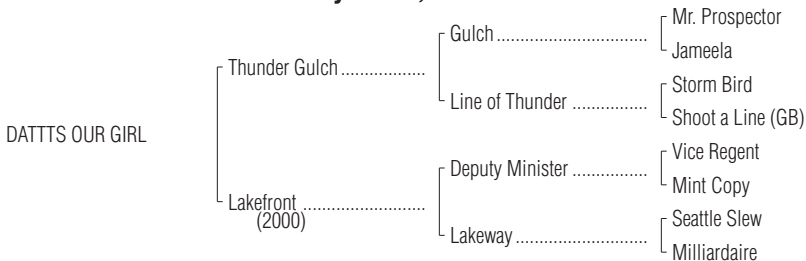 Mr. Prospector
Gulch ................................
Jameela
Thunder Gulch ..................
Storm Bird
Line of Thunder ................
Shoot a Line (GB)
DATTTS OUR GIRL
Vice Regent
Deputy Minister ................
Mint Copy
Lakefront ..........................
(2000)
Seattle Slew
Lakeway ............................
Milliardaire